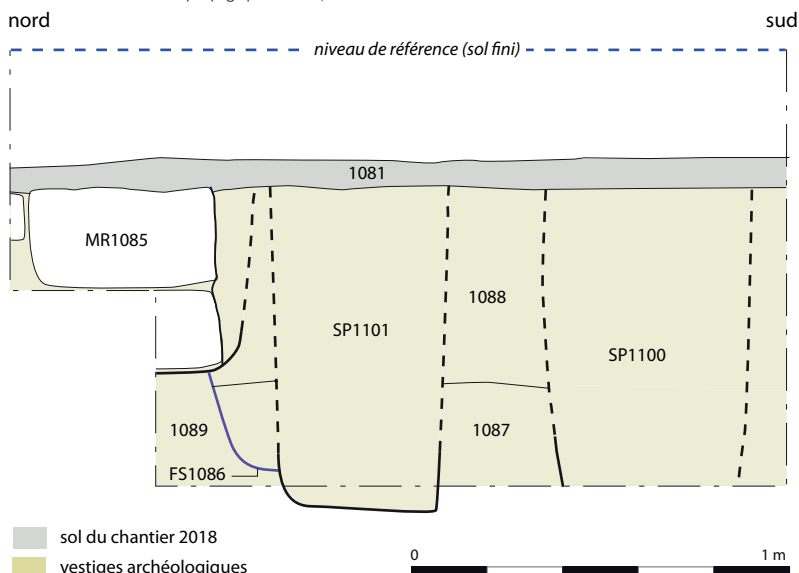 nord
sud
niveau de référence (sol fini)
1081
MR1085
1088
SP1101
SP1100
1089
1087
FS1086
sol du chantier 2018
vestiges archéologiques
0
1 m